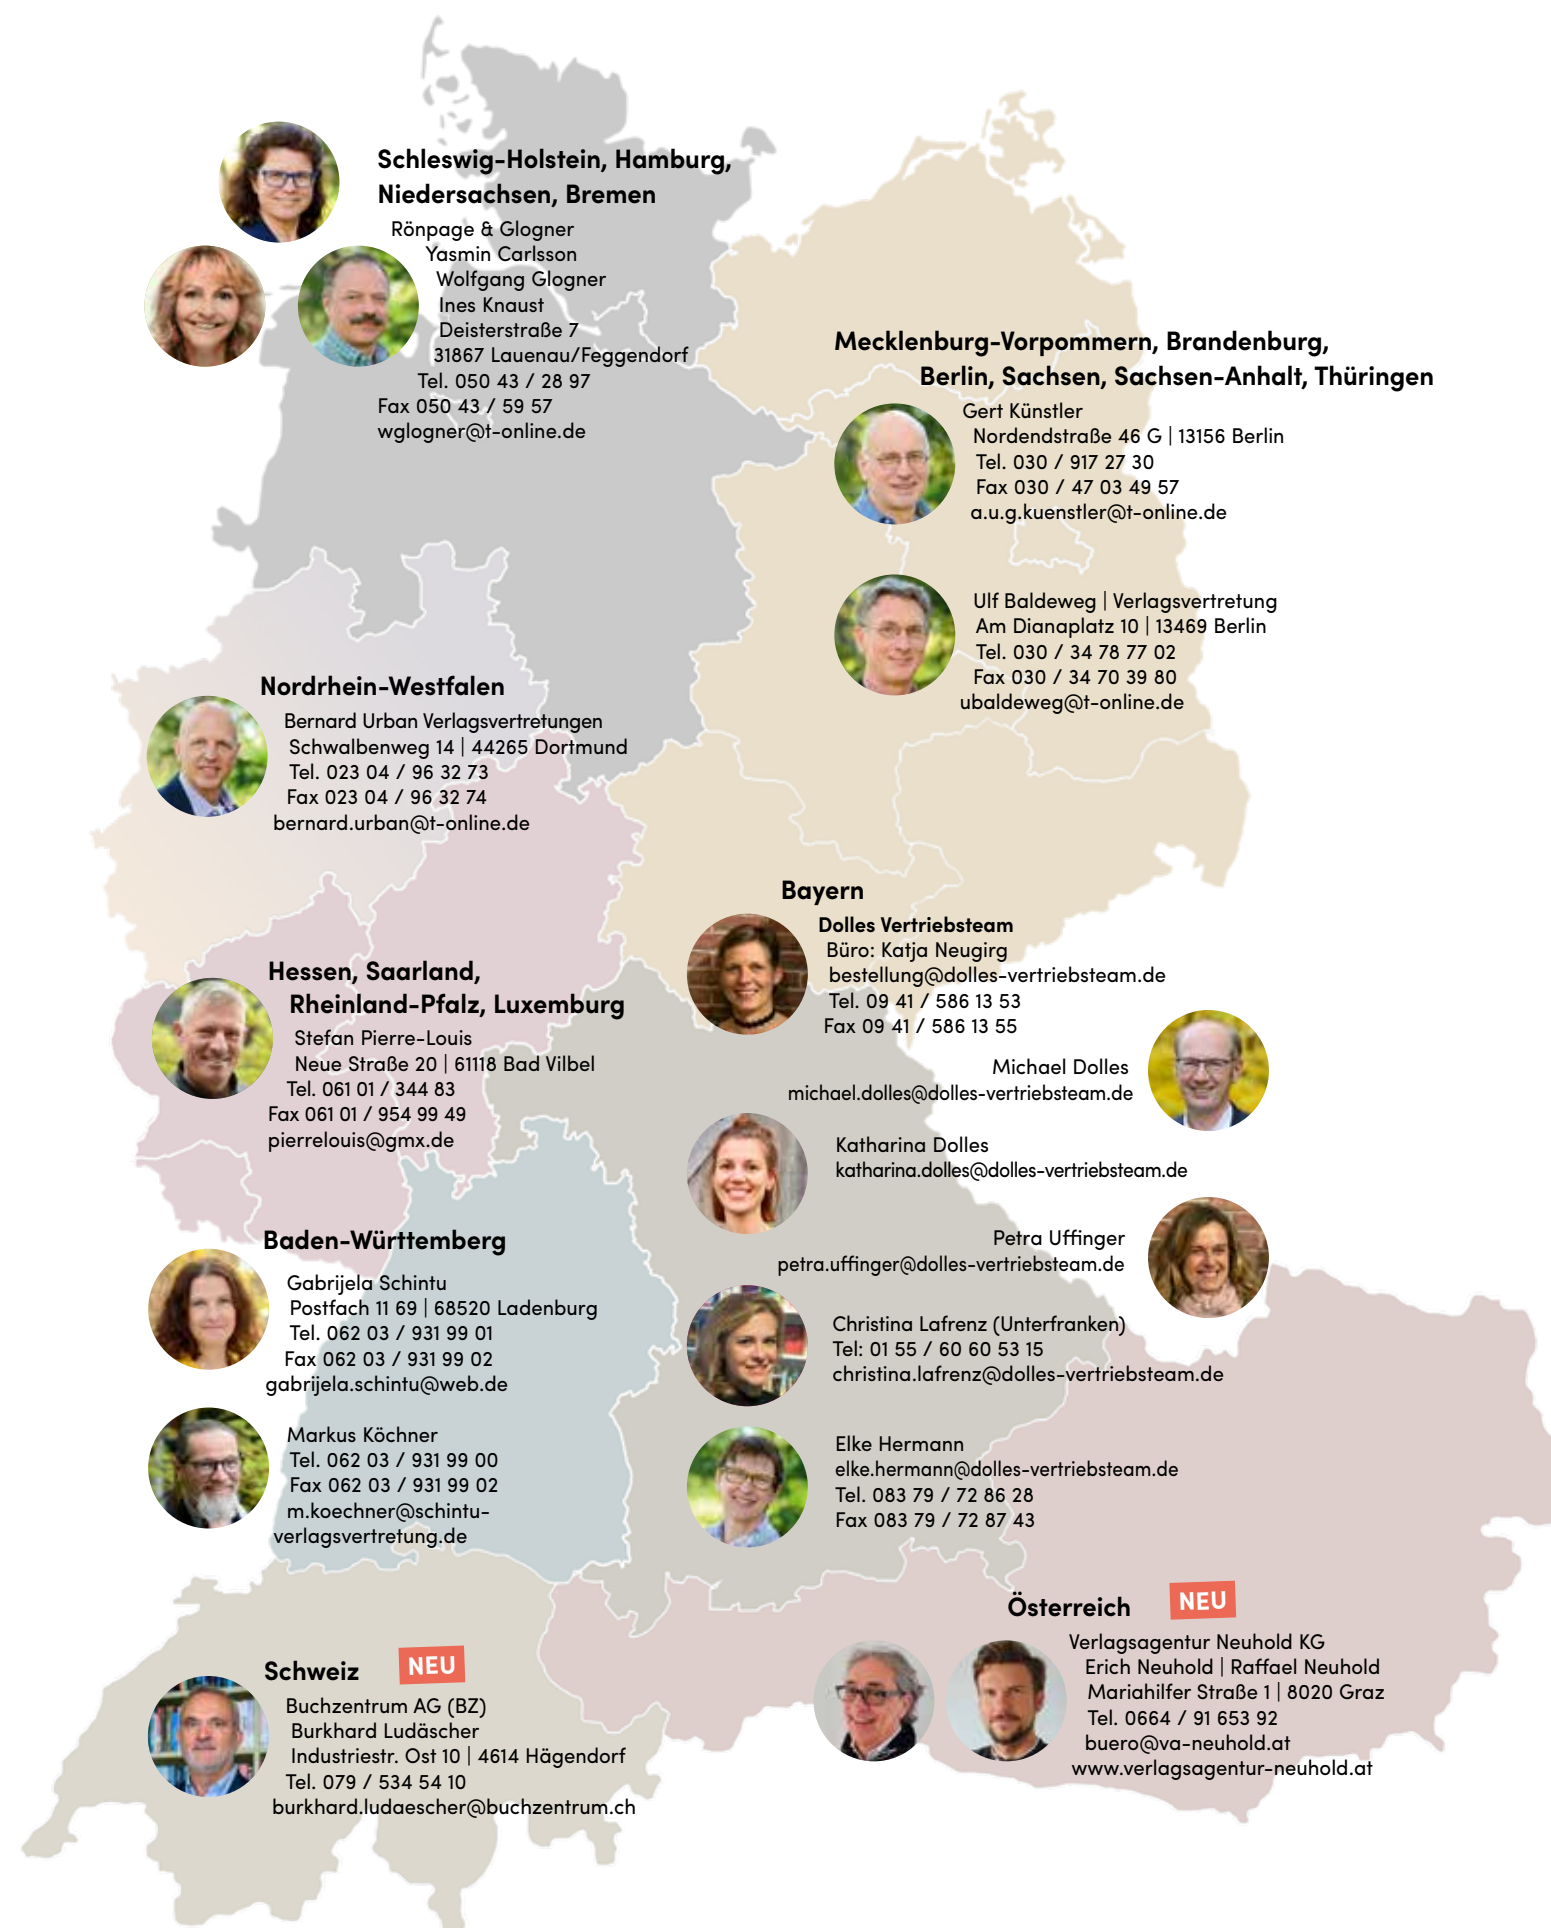 Schleswig-Holstein, Hamburg,
Niedersachsen, Bremen
Rönpage & Glogner
Yasmin Carlsson
Wolfgang Glogner
Ines Knaust
Deisterstraße 7
31867 Lauenau/Feggendorf
Tel. 050 43 / 28 97
Fax 050 43 / 59 57
wglogner@t-online.de
Mecklenburg-Vorpommern, Brandenburg,
Berlin, Sachsen, Sachsen-Anhalt, Thüringen
Gert Künstler
Nordendstraße 46 G | 13156 Berlin
Tel. 030 / 917 27 30
Fax 030 / 47 03 49 57
a.u.g.kuenstler@t-online.de
Ulf Baldeweg | Verlagsvertretung
Am Dianaplatz 10 | 13469 Berlin
Tel. 030 / 34 78 77 02
Fax 030 / 34 70 39 80
ubaldeweg@t-online.de
Nordrhein-Westfalen
Bernard Urban Verlagsvertretungen
Schwalbenweg 14 | 44265 Dortmund
Tel. 023 04 / 96 32 73
Fax 023 04 / 96 32 74
bernard.urban@t-online.de
Hessen, Saarland,
Rheinland-Pfalz, Luxemburg
Stefan Pierre-Louis
Neue Straße 20 | 61118 Bad Vilbel
Tel. 061 01 / 344 83
Fax 061 01 / 954 99 49
pierrelouis@gmx.de
Bayern
Dolles Vertriebsteam
Büro: Katja Neugirg
bestellung@dolles-vertriebsteam.de
Tel. 09 41 / 586 13 53
Fax 09 41 / 586 13 55
Michael Dolles
michael.dolles@dolles-vertriebsteam.de
Katharina Dolles
katharina.dolles@dolles-vertriebsteam.de
Petra Uffinger
petra.uffinger@dolles-vertriebsteam.de
Christina Lafrenz (Unterfranken)
Tel: 01 55 / 60 60 53 15
christina.lafrenz@dolles-vertriebsteam.de
Elke Hermann
elke.hermann@dolles-vertriebsteam.de
Tel. 083 79 / 72 86 28
Fax 083 79 / 72 87 43
Baden-Württemberg
Gabrijela Schintu
Postfach 11 69 | 68520 Ladenburg
Tel. 062 03 / 931 99 01
Fax 062 03 / 931 99 02
gabrijela.schintu@web.de
Markus Köchner
Tel. 062 03 / 931 99 00
Fax 062 03 / 931 99 02
m.koechner@schintu-
verlagsvertretung.de
Österreich NEU
Verlagsagentur Neuhold KG
Erich Neuhold | Raffael Neuhold
Mariahilfer Straße 1 | 8020 Graz
Tel. 0664 / 91 653 92
buero@va-neuhold.at
www.verlagsagentur-neuhold.at
Schweiz NEU
Buchzentrum AG (BZ)
Burkhard Ludäscher
Industriestr. Ost 10 | 4614 Hägendorf
Tel. 079 / 534 54 10
burkhard.ludaescher@buchzentrum.ch